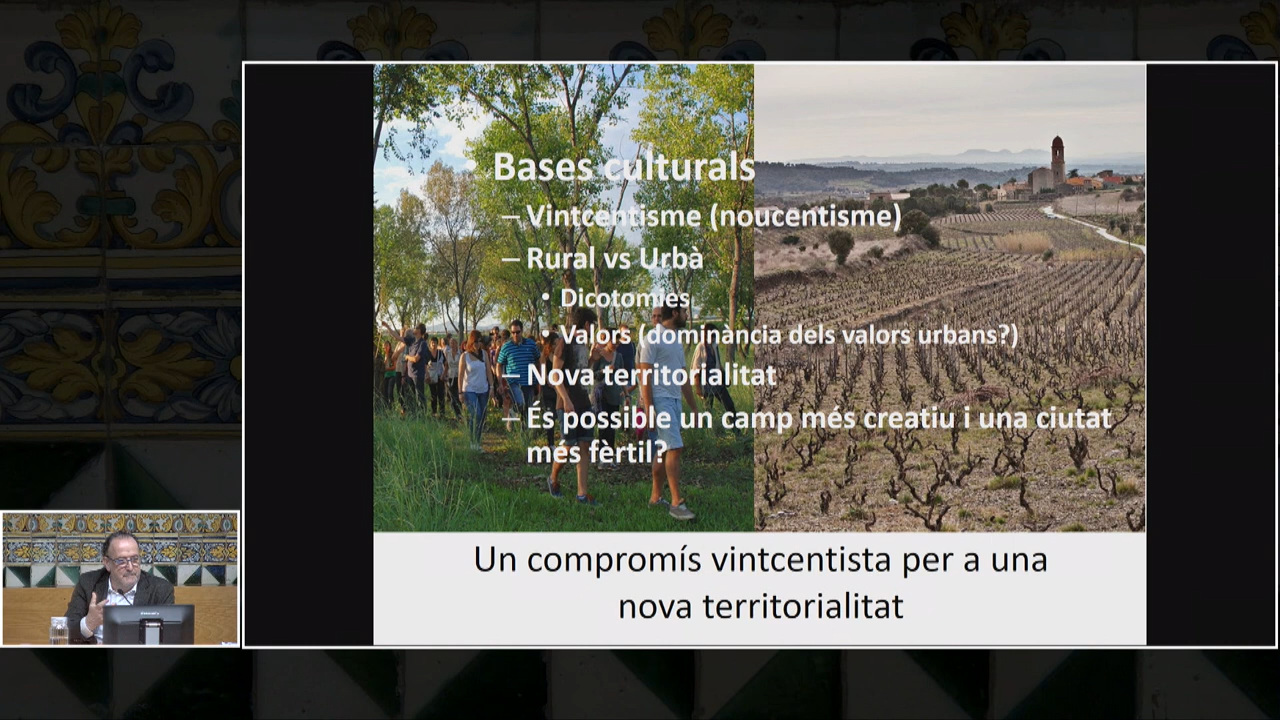 • Bases culturals
– Vintcentisme (noucentisme)
– Rural vs Urbà
• Dicotomies
• Valors (dominància dels valors urbans?)
– Nova territorialitat
– És possible un camp més creatiu i una ciutat
més fèrtil?
Un compromís vintcentista per a una
nova territorialitat